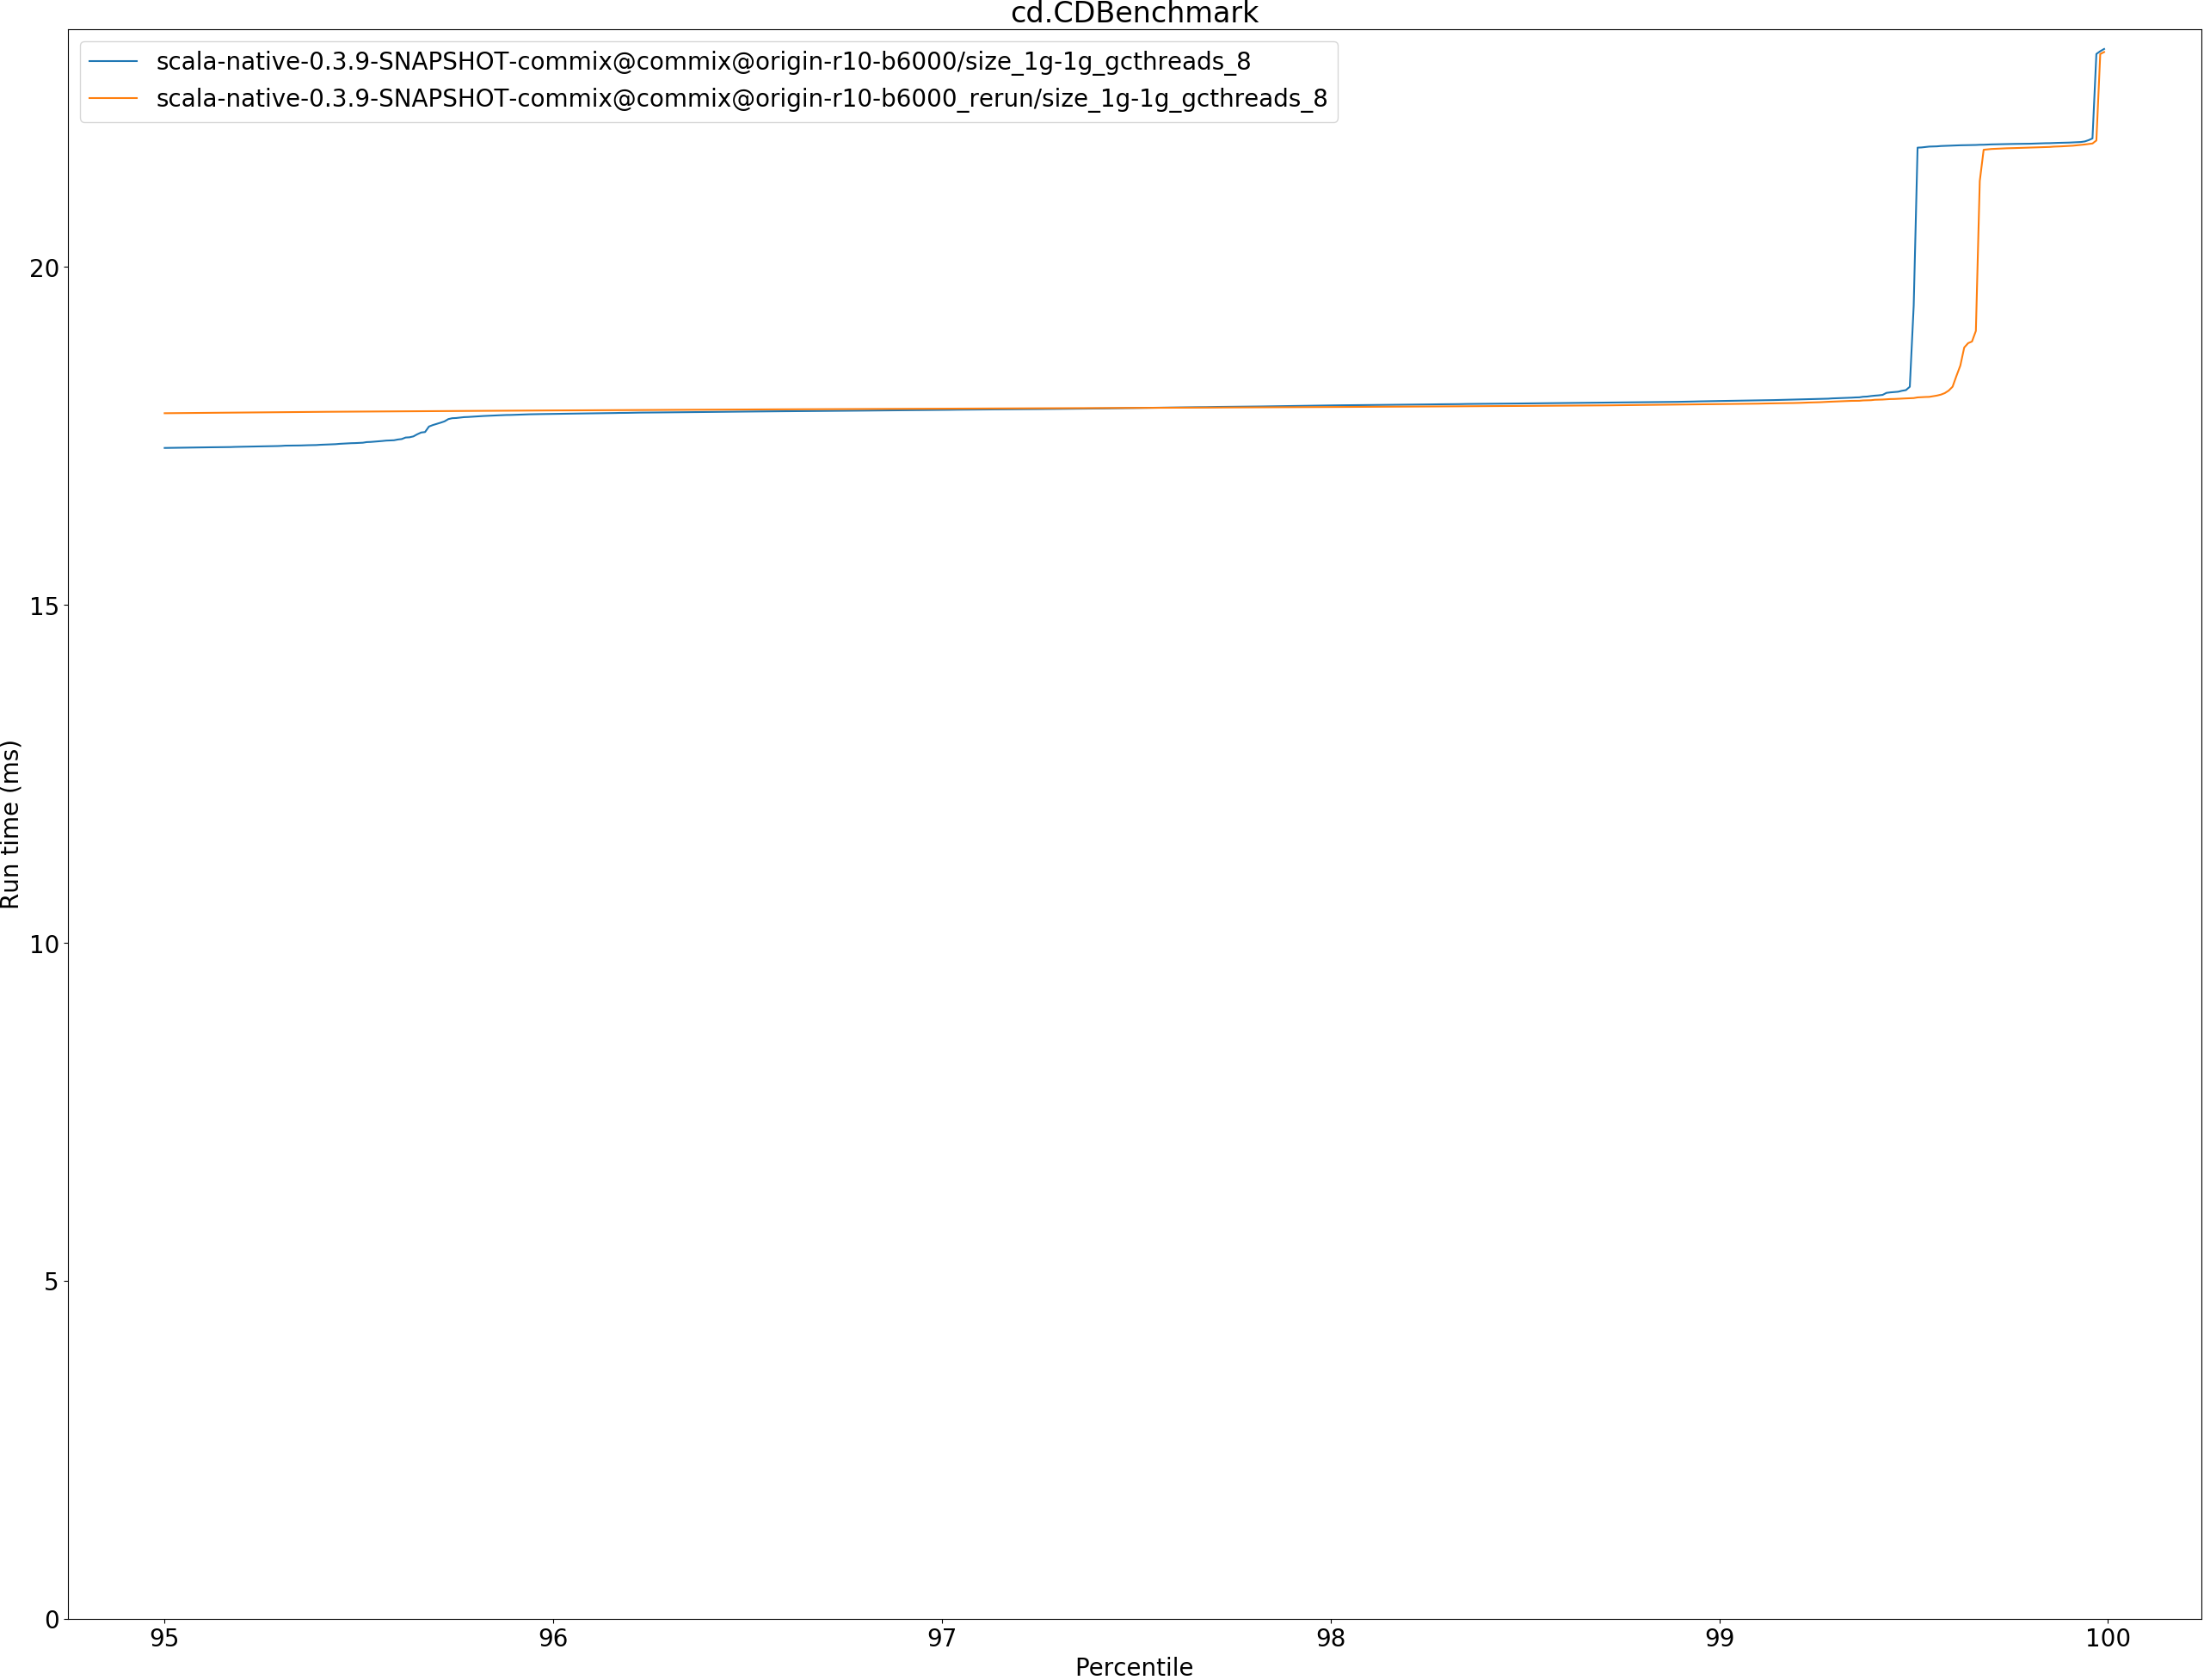 cd.CDBenchmark
scala-native-0.3.9-SNAPSHOT-commix@commix@origin-r10-b6000/size_1g-1g_gcthreads_8
scala-native-0.3.9-SNAPSHOT-commix@commix@origin-r10-b6000_rerun/size_1g-1g_gcthreads_8
20
15
10
5
0
Run time (ms)
95 96 97 98 99 100
Percentile